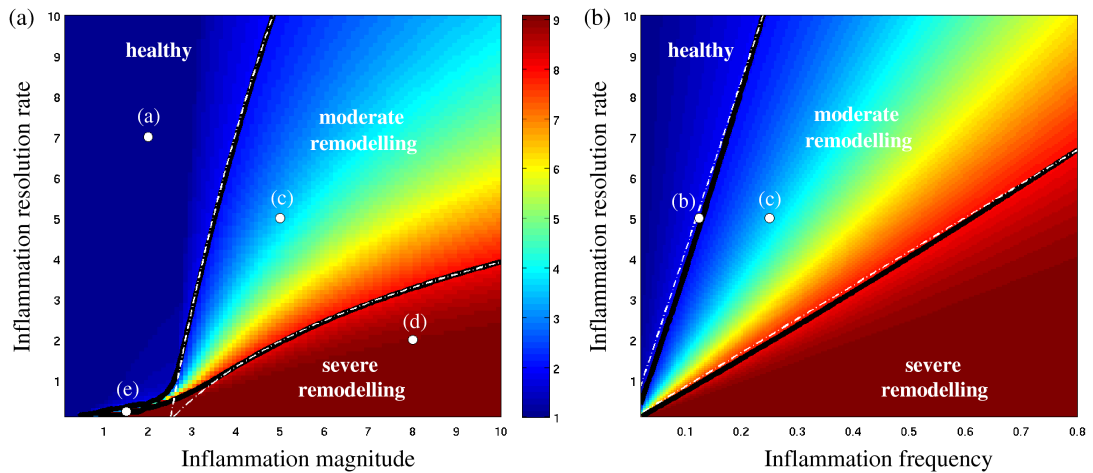 (a)
10
9
8
7
6
5
4
3
2
1
Inflammation resolution rate
healthy
(a)
moderate
remodelling
(c)
(d)
severe
remodelling
(e)
1
2
3
4
5
6
7
8
9
10
Inflammation magnitude
9
8
7
6
5
4
3
2
1
(b)
10
9
8
7
6
5
4
3
2
1
Inflammation resolution rate
healthy
moderate
remodelling
(b)
(c)
severe
remodelling
0.1
0.2
0.3
0.4
0.5
0.6
0.7
0.8
Inflammation frequency